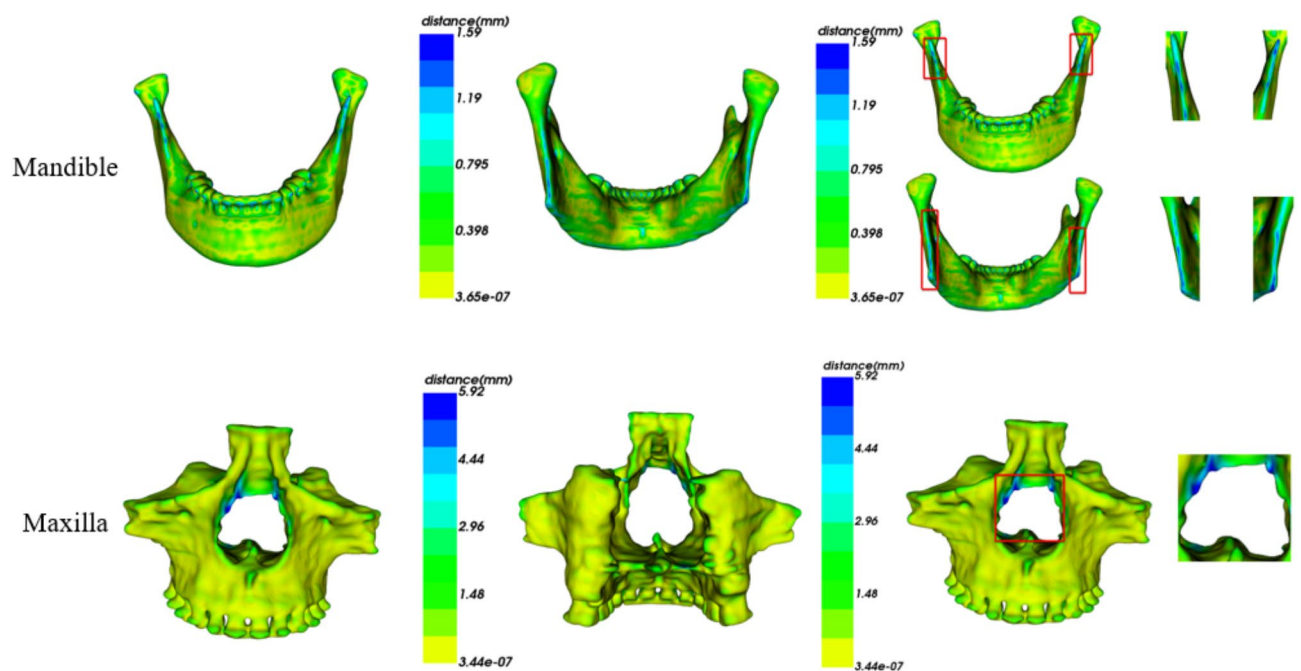 distance(mm)
1.59
1.19
0.795
0.398
3.65e-07
distance(mm)
1.59
1.19
0.795
0.398
3.65e-07
Mandible
distance(mm)
5.92
4.44
2.96
1.48
3.44e-07
distance(mm)
5.92
4.44
2.96
1.48
3.44e-07
Maxilla